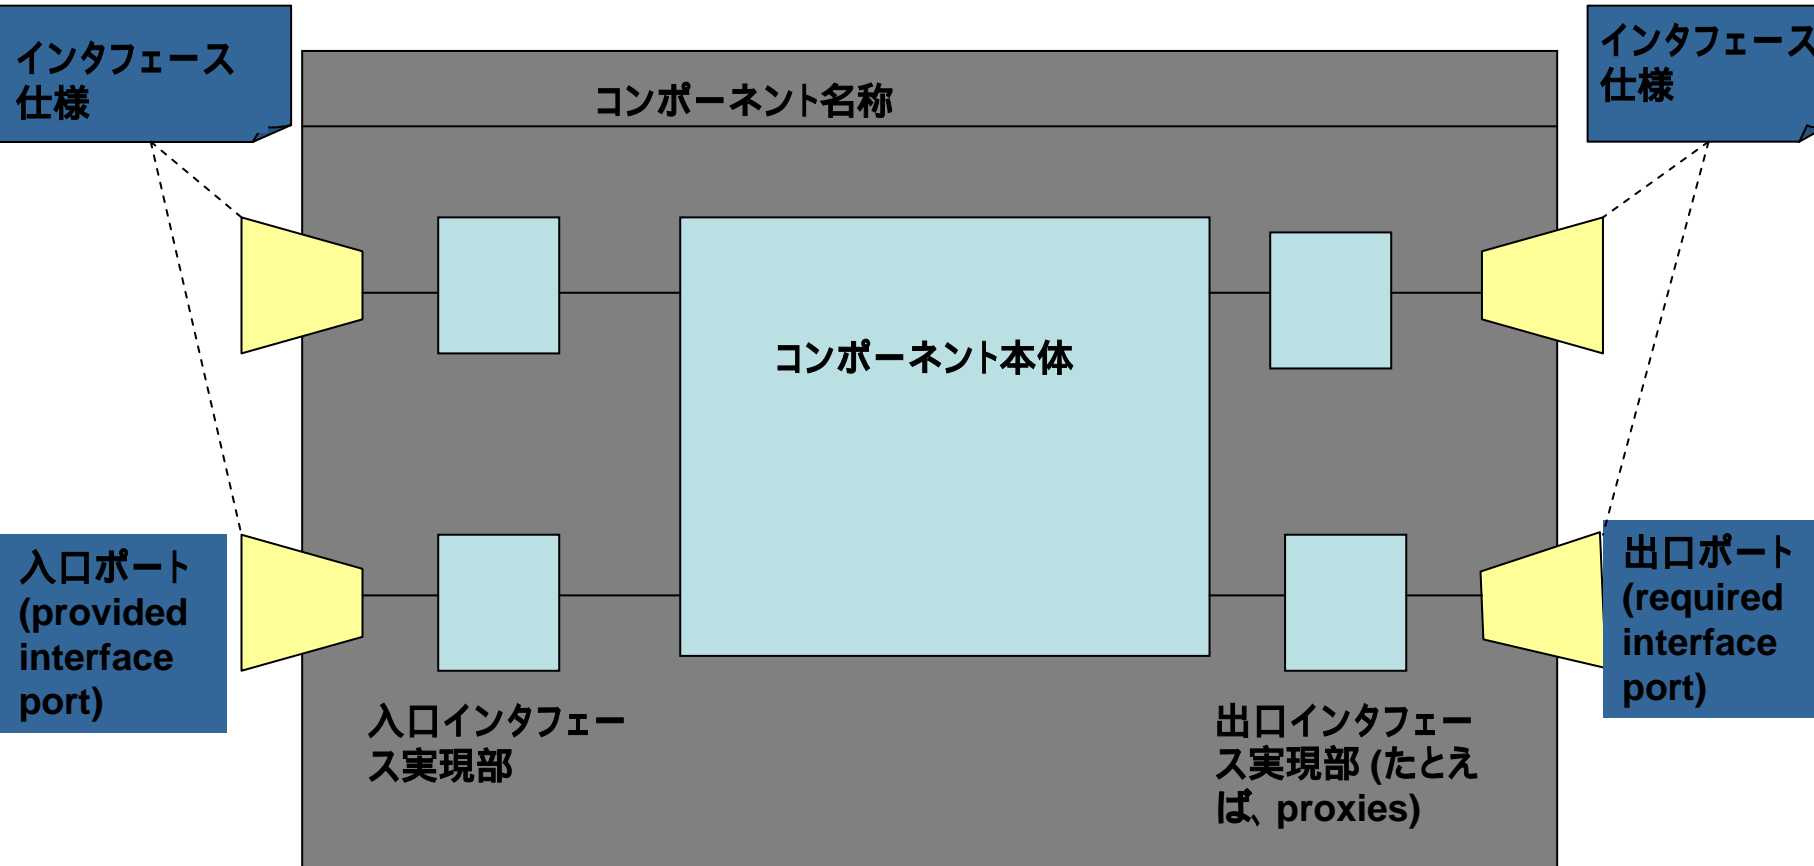 インタフェース
仕様
コンポーネント名称
インタフェース
仕様
コンポーネント本体
入口ポート
(provided
interface
port)
出口ポート
(required
interface
port)
入口インタフェー
ス実現部
出口インタフェー
ス実現部 (たとえ
ば、proxies)